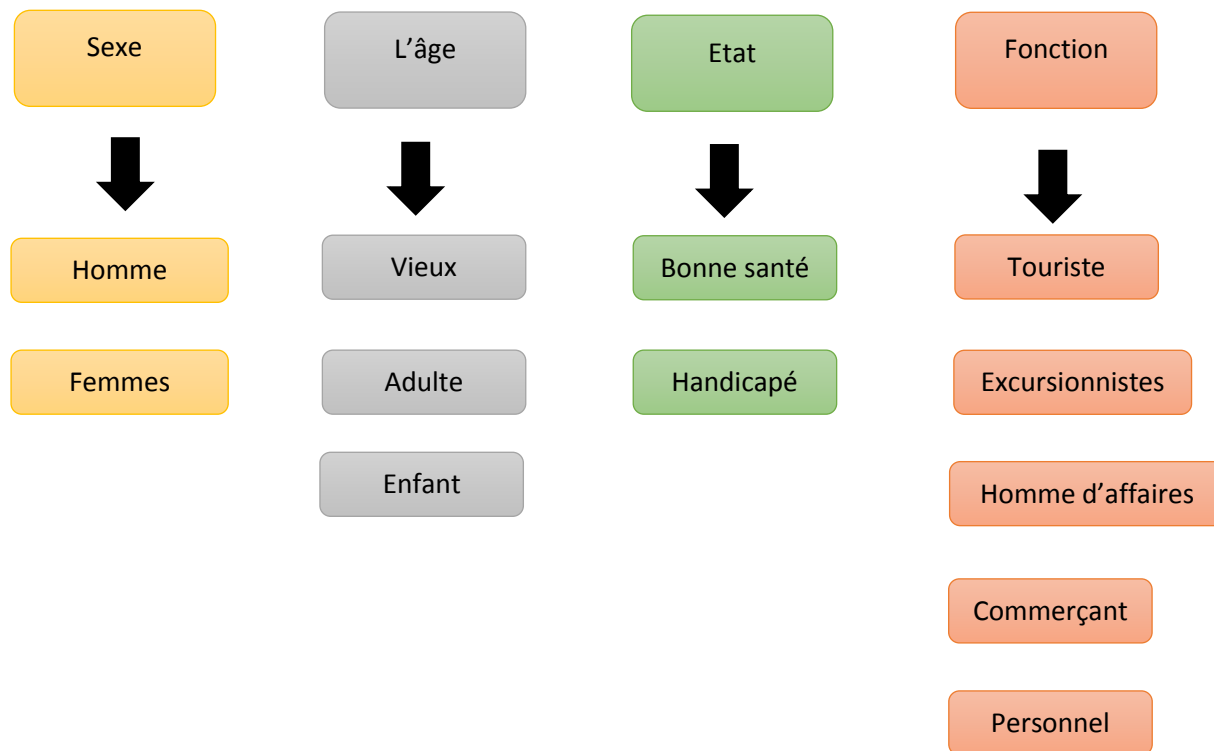 Sexe
L'âge
Etat
Fonction
Homme
Vieux
Bonne santé
Touriste
Femmes
Adulte
Handicapé
Excursionnistes
Enfant
Homme d'affaires
Commerçant
Personnel